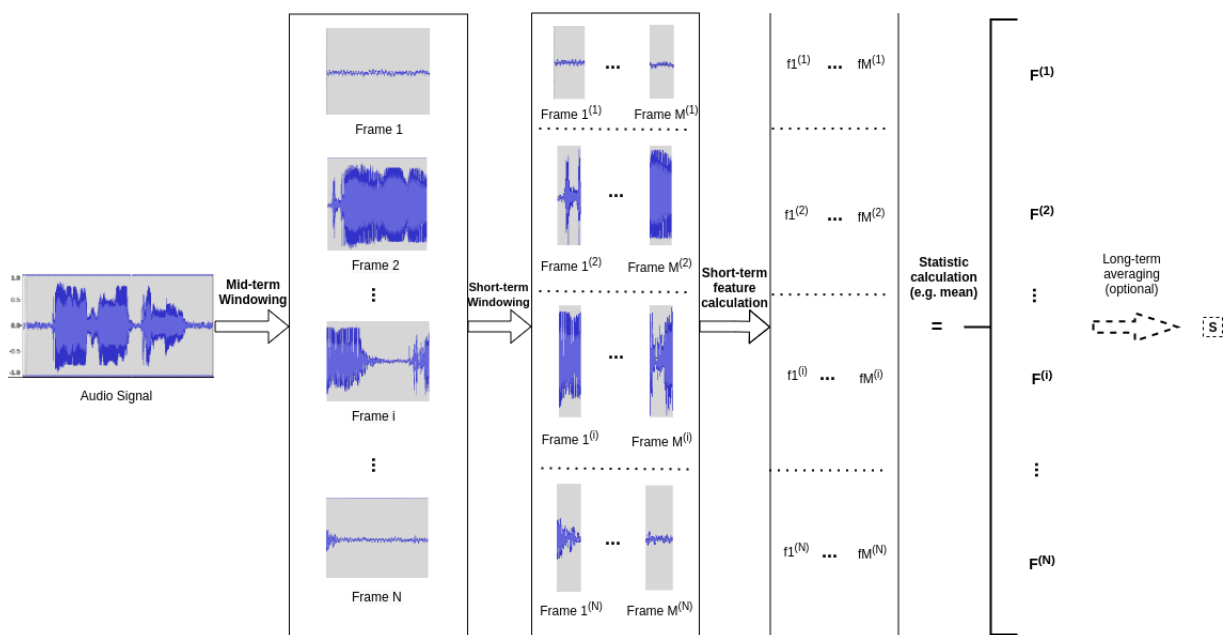 1.0
0.5
0.0
-0.5
-1.0
Audio Signal
Mid-term
Windowing
Frame 1
Frame 2
...
Frame i
...
Frame N
Short-term
Windowing
...
Frame 1(1) Frame M(1)
...
Frame 1(2) Frame M(2)
...
Frame 1(i) Frame M(i)
...
Frame 1(N) Frame M(N)
Short-term
feature
calculation
f1(1) ... fM(1)
f1(2) ... fM(2)
f1(i) ... fM(i)
f1(N) ... fM(N)
Statistic
calculation
(e.g. mean)
=
F(1)
F(2)
...
F(i)
...
F(N)
Long-term
averaging
(optional)
S